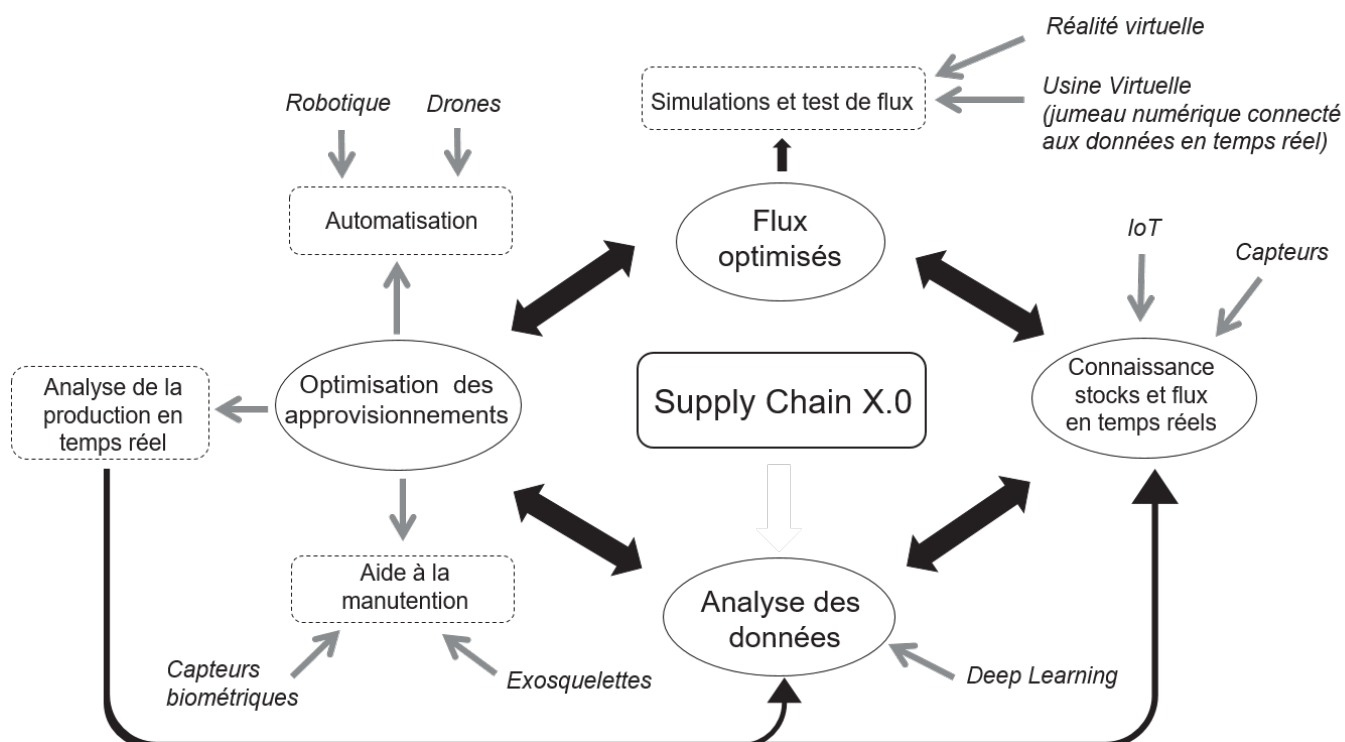 Réalité virtuelle
Usine Virtuelle
(jumeau numérique connecté
aux données en temps réel)
Simulations et test de flux
Robotique
Drones
Automatisation
Flux
optimisés
IoT
Capteurs
Analyse de la
production en
temps réel
Optimisation des
approvisionnements
Supply Chain X.0
Connaissance
stocks et flux
en temps réels
Aide à la
manutention
Analyse des
données
Capteurs
biométriques
Exosquelettes
Deep Learning